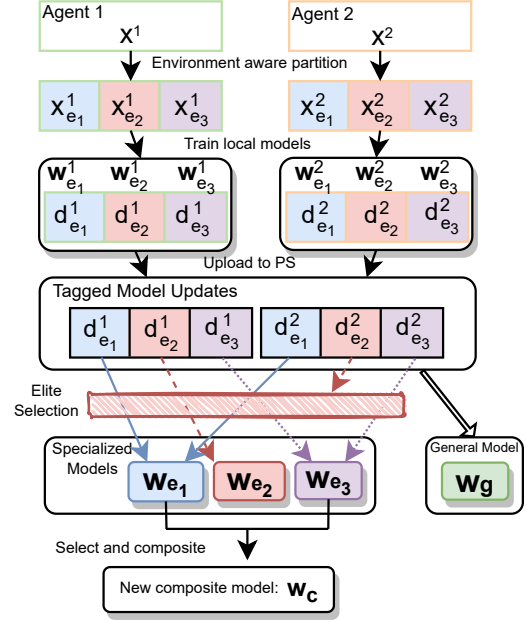 Agent 1
Agent 2
x¹
x²
Environment aware partition
x¹e₁ x¹e₂ x¹e₃
x²e₁ x²e₂ x²e₃
Train local models
w¹e₁ w¹e₂ w¹e₃
w²e₁ w²e₂ w²e₃
d¹e₁ d¹e₂ d¹e₃
d²e₁ d²e₂ d²e₃
Upload to PS
Tagged Model Updates
d¹e₁ d¹e₂ d¹e₃ d²e₁ d²e₂ d²e₃
Elite
Selection
Specialized
Models
we₁ we₂ we₃
General Model
wg
Select and composite
New composite model: wc